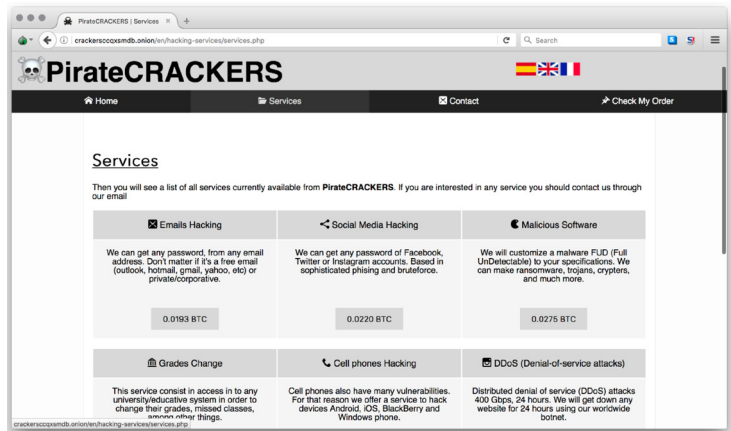 PirateCRACKERS | Services
crackersccqxsmdb.onion/en/hacking-services/services.php
Search
PirateCRACKERS
Home
Services
Contact
Check My Order
Services
Then you will see a list of all services currently available from PirateCRACKERS. If you are interested in any service you should contact us through
our email
Emails Hacking
We can get any password, from any email
address. Don't matter if it's a free email
(outlook, hotmail, gmail, yahoo, etc) or
private/corporative.
0.0193 BTC
Social Media Hacking
We can get any password of Facebook,
Twitter or Instagram accounts. Based in
sophisticated phising and bruteforce.
0.0220 BTC
Malicious Software
We will customize a malware FUD (Full
UnDetectable) to your specifications. We
can make ransomware, trojans, crypters,
and much more.
0.0275 BTC
Grades Change
This service consist in access in to any
university/educative system in order to
change their grades, missed classes,
among other things.
Cell phones Hacking
Cell phones also have many vulnerabilities.
For that reason we offer a service to hack
devices Android, iOS, BlackBerry and
Windows phone.
DDoS (Denial-of-service attacks)
Distributed denial of service (DDoS) attacks
400 Gbps, 24 hours. We will get down any
website for 24 hours using our worldwide
botnet.
crackersccqxsmdb.onion/en/hacking-services/services.php